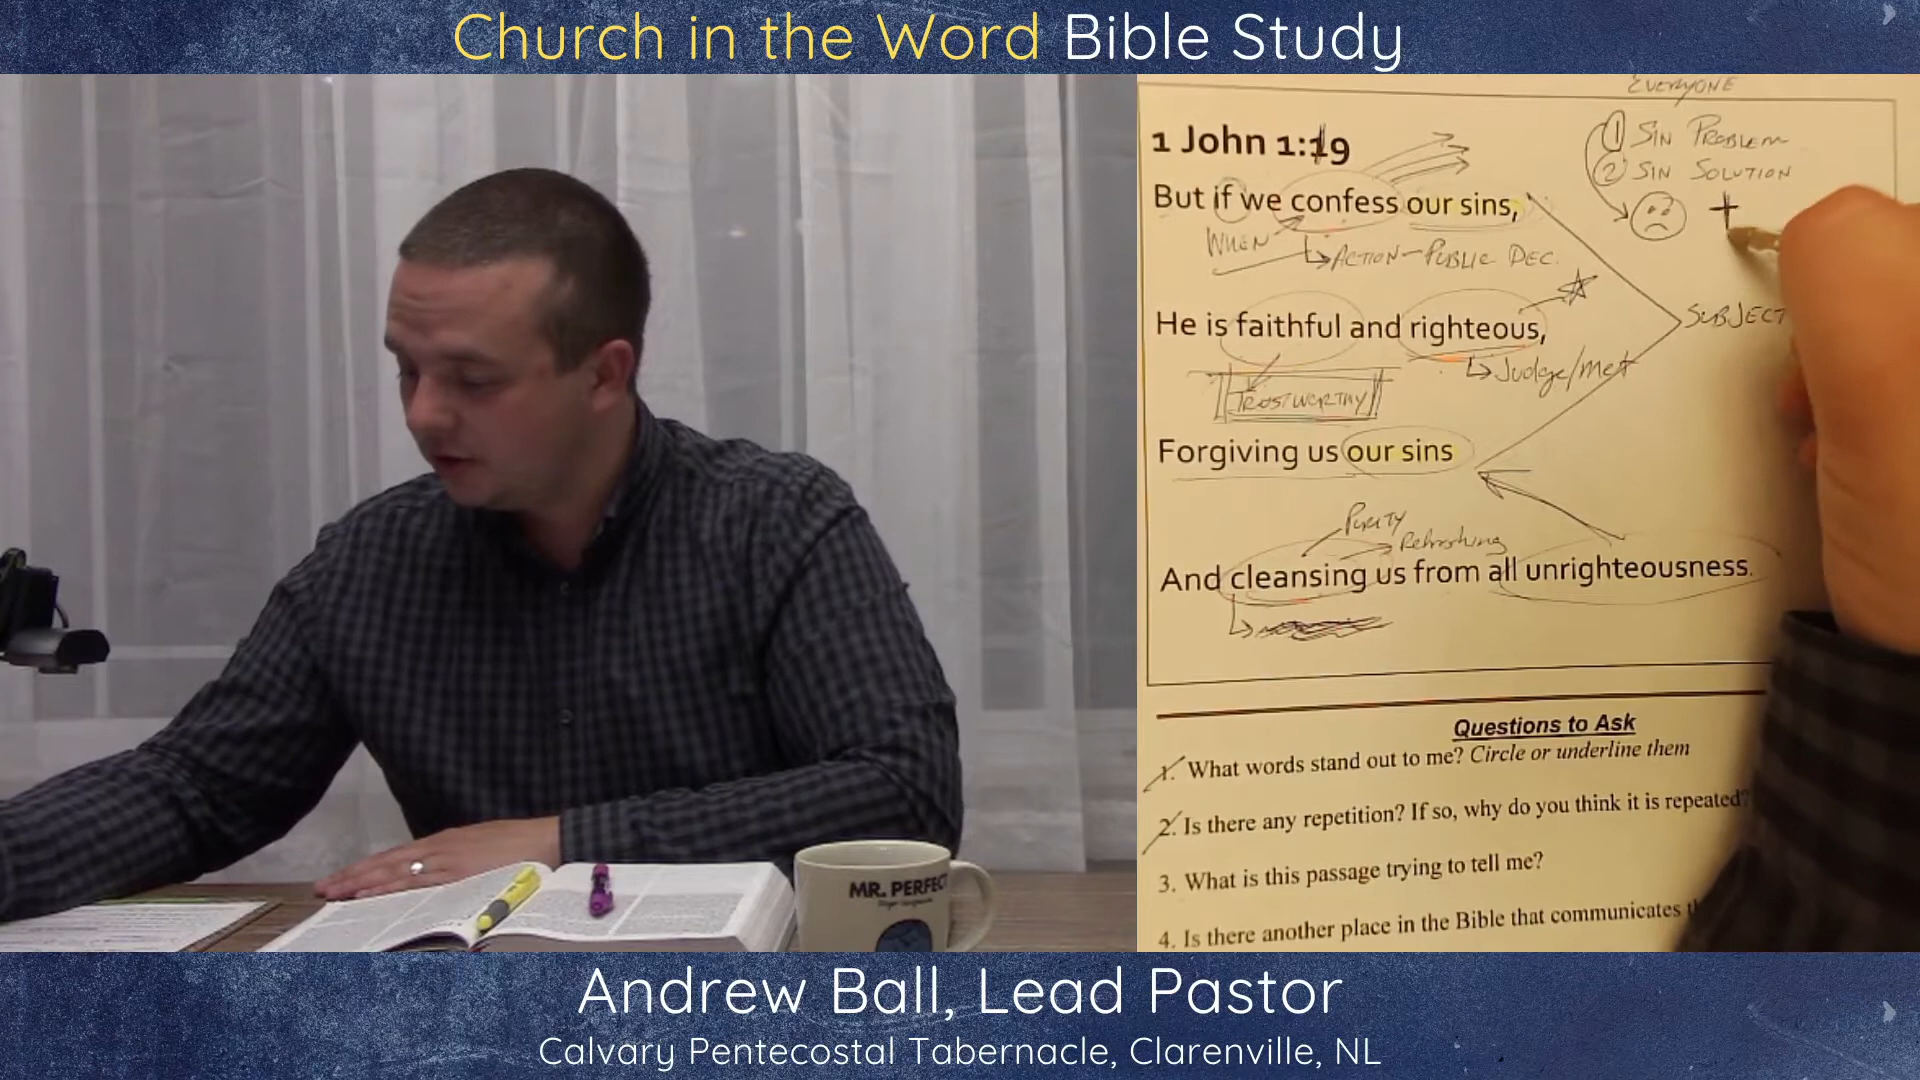 Church in the Word Bible Study
EVERYONE
1 John 1:19
1 SIN PROBLEM
2 SIN SOLUTION
But if we confess our sins,
WHEN
ACTION - PUBLIC DEC.
He is faithful and righteous,
SUBJECT
Judge/met
TRUSTWORTHY
Forgiving us our sins
PURITY
Refreshing
And cleansing us from all unrighteousness.
Questions to Ask
1. What words stand out to me? Circle or underline them
2. Is there any repetition? If so, why do you think it is repeated?
3. What is this passage trying to tell me?
4. Is there another place in the Bible that communicates
MR. PERFECT
Andrew Ball, Lead Pastor
Calvary Pentecostal Tabernacle, Clarenville, NL